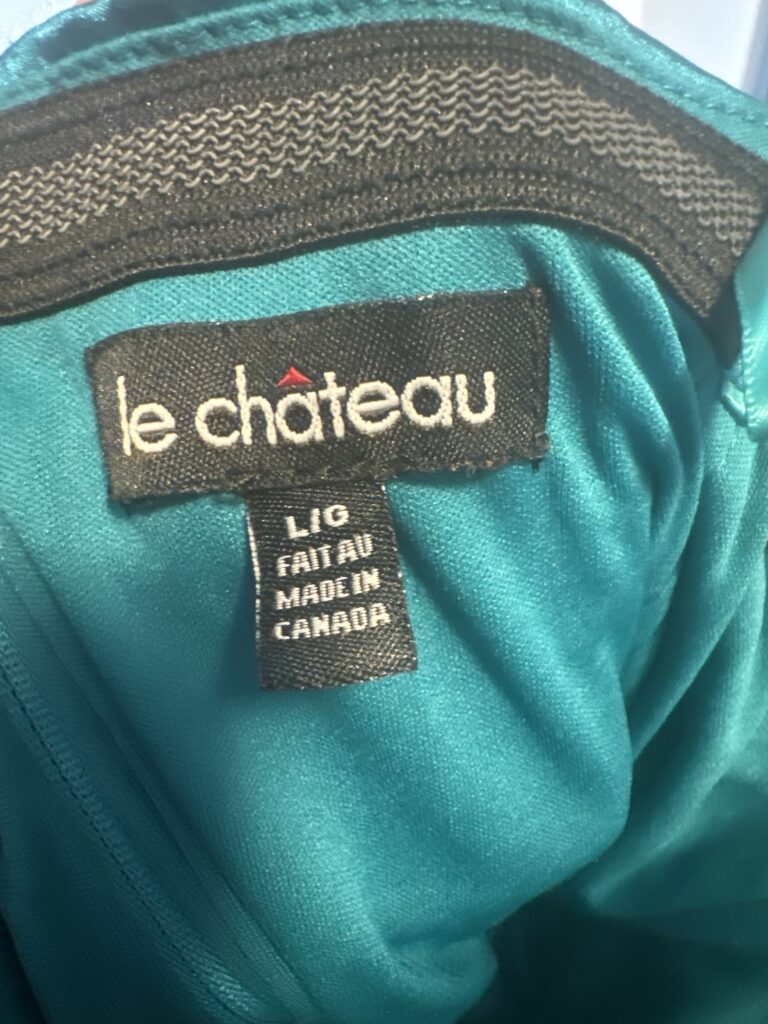 le château
L/G
FAIT AU
MADE IN
CANADA